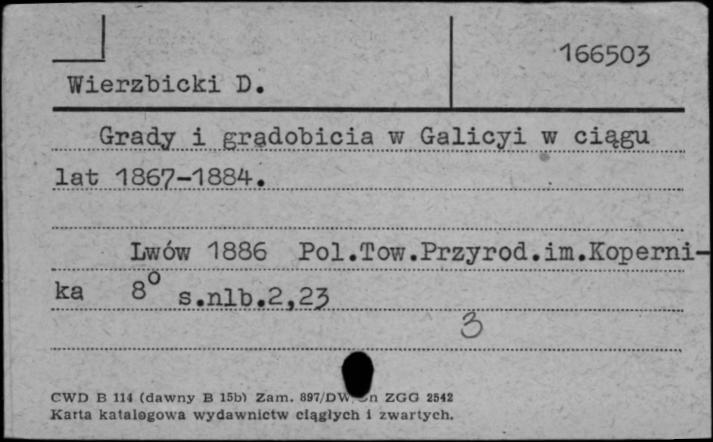 166503
Wierzbicki D.
Grady i gradobicia w Galicyi w ciągu
lat 1867-1884.
Lwów 1886 Pol.Tow.Przyrod.im.Koperni-
ka 8° s.nlb.2,23
3
CWD B 114 (dawny B 15b) Zam. 897/DW n ZGG 2542
Karta katalogowa wydawnictw ciągłych i zwartych.